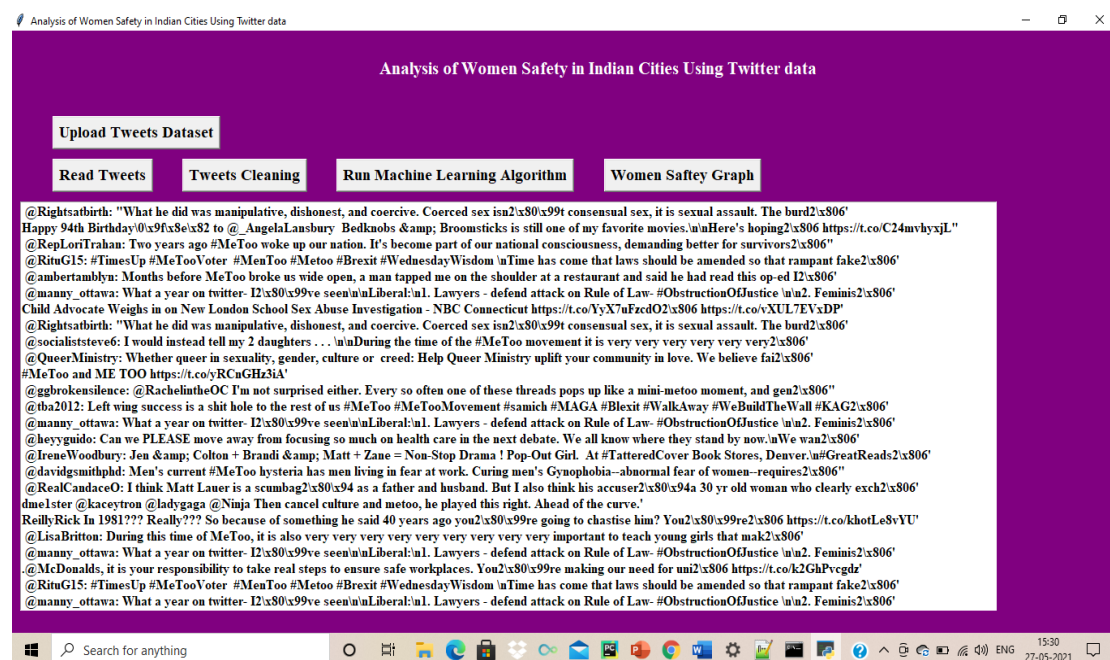 Analysis of Women Safety in Indian Cities Using Twitter data
Analysis of Women Safety in Indian Cities Using Twitter data
Upload Tweets Dataset
Read Tweets
Tweets Cleaning
Run Machine Learning Algorithm
Women Saftey Graph
@Rightsatbirth: "What he did was manipulative, dishonest, and coercive. Coerced sex isn2\x80\x99t consensual sex, it is sexual assault. The burd2\x806'
Happy 94th Birthday\0\x9f\x8e\x82 to @_AngelaLansbury  Bedknobs &amp; Broomsticks is still one of my favorite movies.\n\nHere's hoping2\x806 https://t.co/C24mvhyxjL"
@RepLoriTrahan: Two years ago #MeToo woke up our nation. It's become part of our national consciousness, demanding better for survivors2\x806"
@RituG15: #TimesUp #MeTooVoter  #MenToo #Metoo #Brexit #WednesdayWisdom \nTime has come that laws should be amended so that rampant fake2\x806'
@ambertamblyn: Months before MeToo broke us wide open, a man tapped me on the shoulder at a restaurant and said he had read this op-ed I2\x806'
@manny_ottawa: What a year on twitter- I2\x80\x99ve seen\n\nLiberal:\n1. Lawyers - defend attack on Rule of Law- #ObstructionOfJustice \n\n2. Feminis2\x806'
Child Advocate Weighs in on New London School Sex Abuse Investigation - NBC Connecticut https://t.co/YyX7uFzcdO2\x806 https://t.co/vXUL7EVxDP'
@Rightsatbirth: "What he did was manipulative, dishonest, and coercive. Coerced sex isn2\x80\x99t consensual sex, it is sexual assault. The burd2\x806'
@socialiststeve6: I would instead tell my 2 daughters . . . \n\nDuring the time of the #MeToo movement it is very very very very very very2\x806'
@QueerMinistry: Whether queer in sexuality, gender, culture or  creed: Help Queer Ministry uplift your community in love. We believe fai2\x806'
#MeToo and ME TOO https://t.co/yRCnGHz3iA'
@ggbrokensilence: @RachelintheOC I'm not surprised either. Every so often one of these threads pops up like a mini-metoo moment, and gen2\x806"
@tba2012: Left wing success is a shit hole to the rest of us #MeToo #MeTooMovement #samich #MAGA #Blexit #WalkAway #WeBuildTheWall #KAG2\x806'
@manny_ottawa: What a year on twitter- I2\x80\x99ve seen\n\nLiberal:\n1. Lawyers - defend attack on Rule of Law- #ObstructionOfJustice \n\n2. Feminis2\x806'
@heyyguido: Can we PLEASE move away from focusing so much on health care in the next debate. We all know where they stand by now.\nWe wan2\x806'
@IreneWoodbury: Jen &amp; Colton + Brandi &amp; Matt + Zane = Non-Stop Drama ! Pop-Out Girl.  At #TatteredCover Book Stores, Denver.\n#GreatReads2\x806'
@davidgsmithphd: Men's current #MeToo hysteria has men living in fear at work. Curing men's Gynophobia--abnormal fear of women--requires2\x806"
@RealCandaceO: I think Matt Lauer is a scumbag2\x80\x94 as a father and husband. But I also think his accuser2\x80\x94a 30 yr old woman who clearly exch2\x806'
dme1ster @kaceytron @ladygaga @Ninja Then cancel culture and metoo, he played this right. Ahead of the curve.'
ReillyRick In 1981??? Really??? So because of something he said 40 years ago you2\x80\x99re going to chastise him? You2\x80\x99re2\x806 https://t.co/khotLe8vYU'
@LisaBritton: During this time of MeToo, it is also very very very very very very very very very important to teach young girls that mak2\x806'
@manny_ottawa: What a year on twitter- I2\x80\x99ve seen\n\nLiberal:\n1. Lawyers - defend attack on Rule of Law- #ObstructionOfJustice \n\n2. Feminis2\x806'
.@McDonalds, it is your responsibility to take real steps to ensure safe workplaces. You2\x80\x99re making our need for uni2\x806 https://t.co/k2GhPvcgdz'
@RituG15: #TimesUp #MeTooVoter  #MenToo #Metoo #Brexit #WednesdayWisdom \nTime has come that laws should be amended so that rampant fake2\x806'
@manny_ottawa: What a year on twitter- I2\x80\x99ve seen\n\nLiberal:\n1. Lawyers - defend attack on Rule of Law- #ObstructionOfJustice \n\n2. Feminis2\x806'
Search for anything
ENG
15:30
27-05-2021